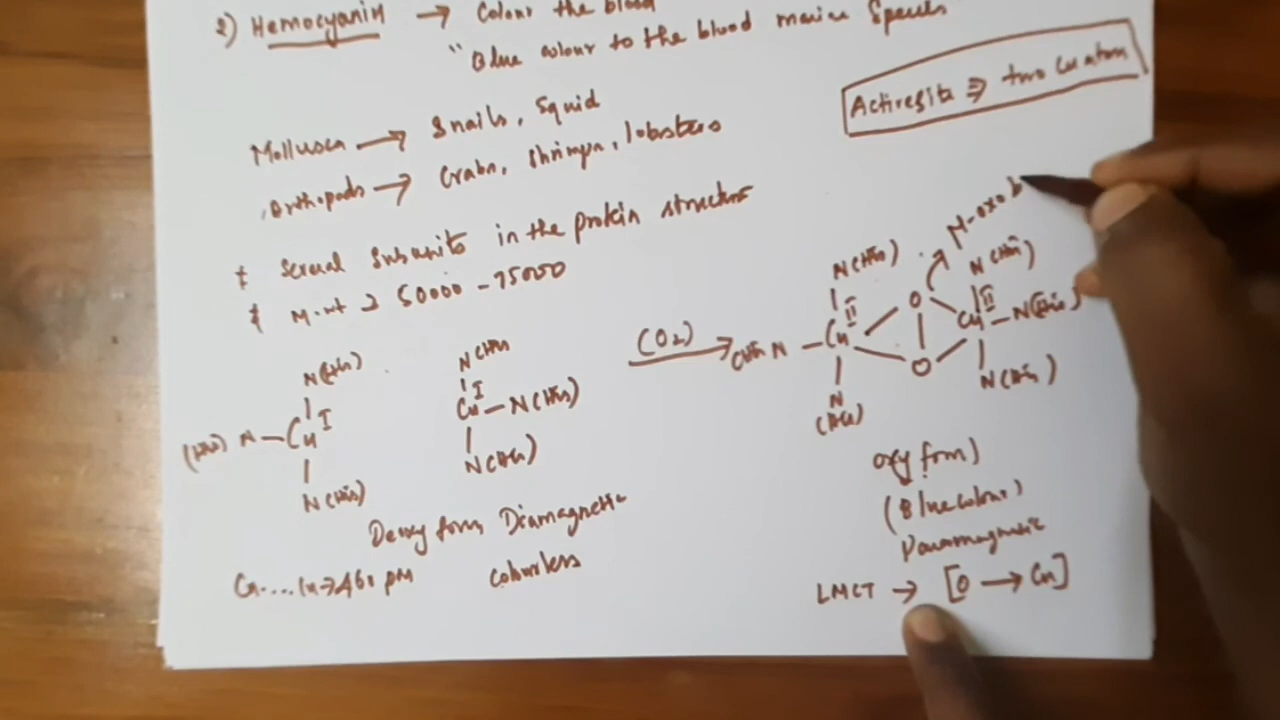 2) Hemocyanin → Colour the blood
"Blue colour to the blood marine Species
Activesite ⇒ two Cu atom
Mollusca → Snails, Squid
Orthopods → Crabs, Shrimps, lobsters
* Several Subunits in the protein structure
* M.wt 50000 - 75000
N(His)
(His) N - Cu I
N(His)
N(His)
Cu I - N(His)
N(His)
(O2) →
N(His)
(His) N - Cu II
N
(His)
O
O
M-oxo b
N(His)
Cu II - N(His)
N(His)
Deoxy form, Diamagnetic
Colourless
Cu....Cu → 460 pM
oxy form)
(Blue colour)
Paramagnetic
LMCT → [O → Cu]